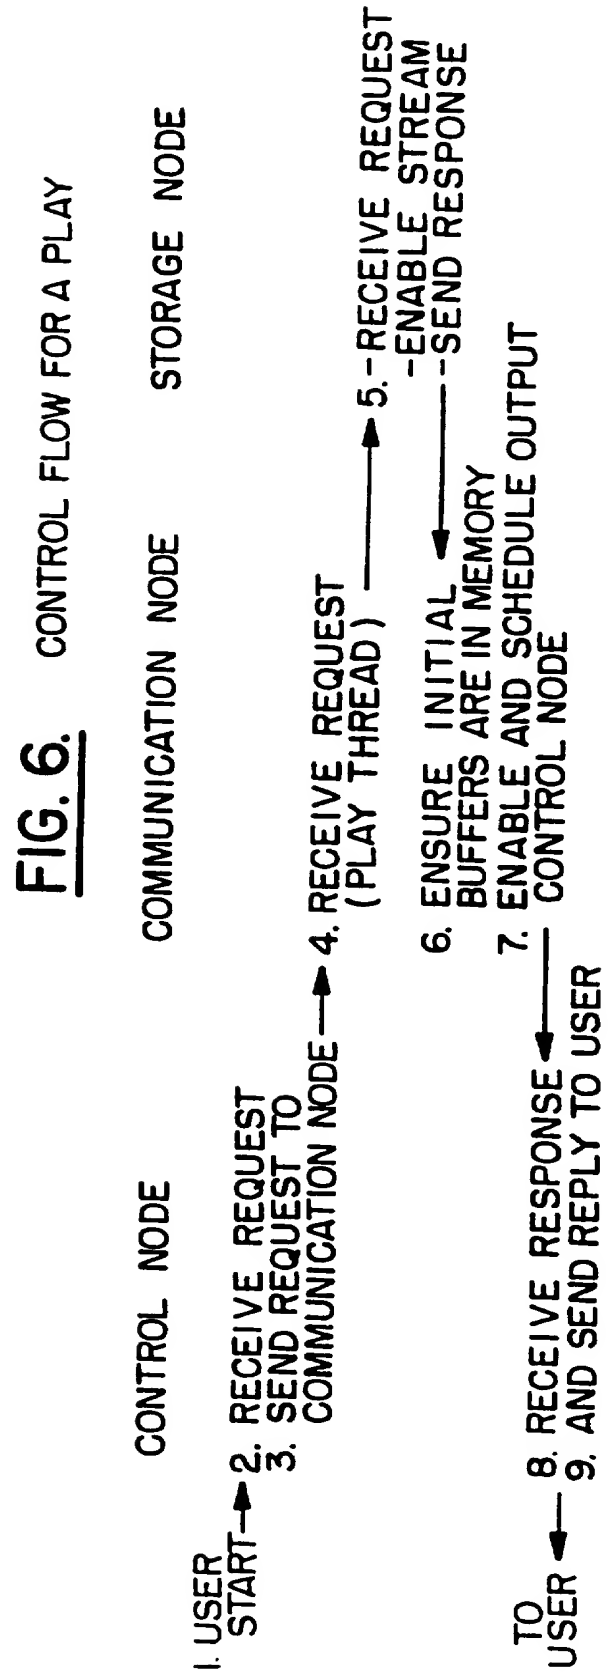 FIG. 6.
CONTROL FLOW FOR A PLAY
CONTROL NODE
COMMUNICATION NODE
STORAGE NODE
1. USER
START
2. RECEIVE REQUEST
3. SEND REQUEST TO
COMMUNICATION NODE
4. RECEIVE REQUEST
(PLAY THREAD)
5. -RECEIVE REQUEST
-ENABLE STREAM
-SEND RESPONSE
6. ENSURE INITIAL
BUFFERS ARE IN MEMORY
7. ENABLE AND SCHEDULE OUTPUT
CONTROL NODE
8. RECEIVE RESPONSE
9. AND SEND REPLY TO USER
TO
USER